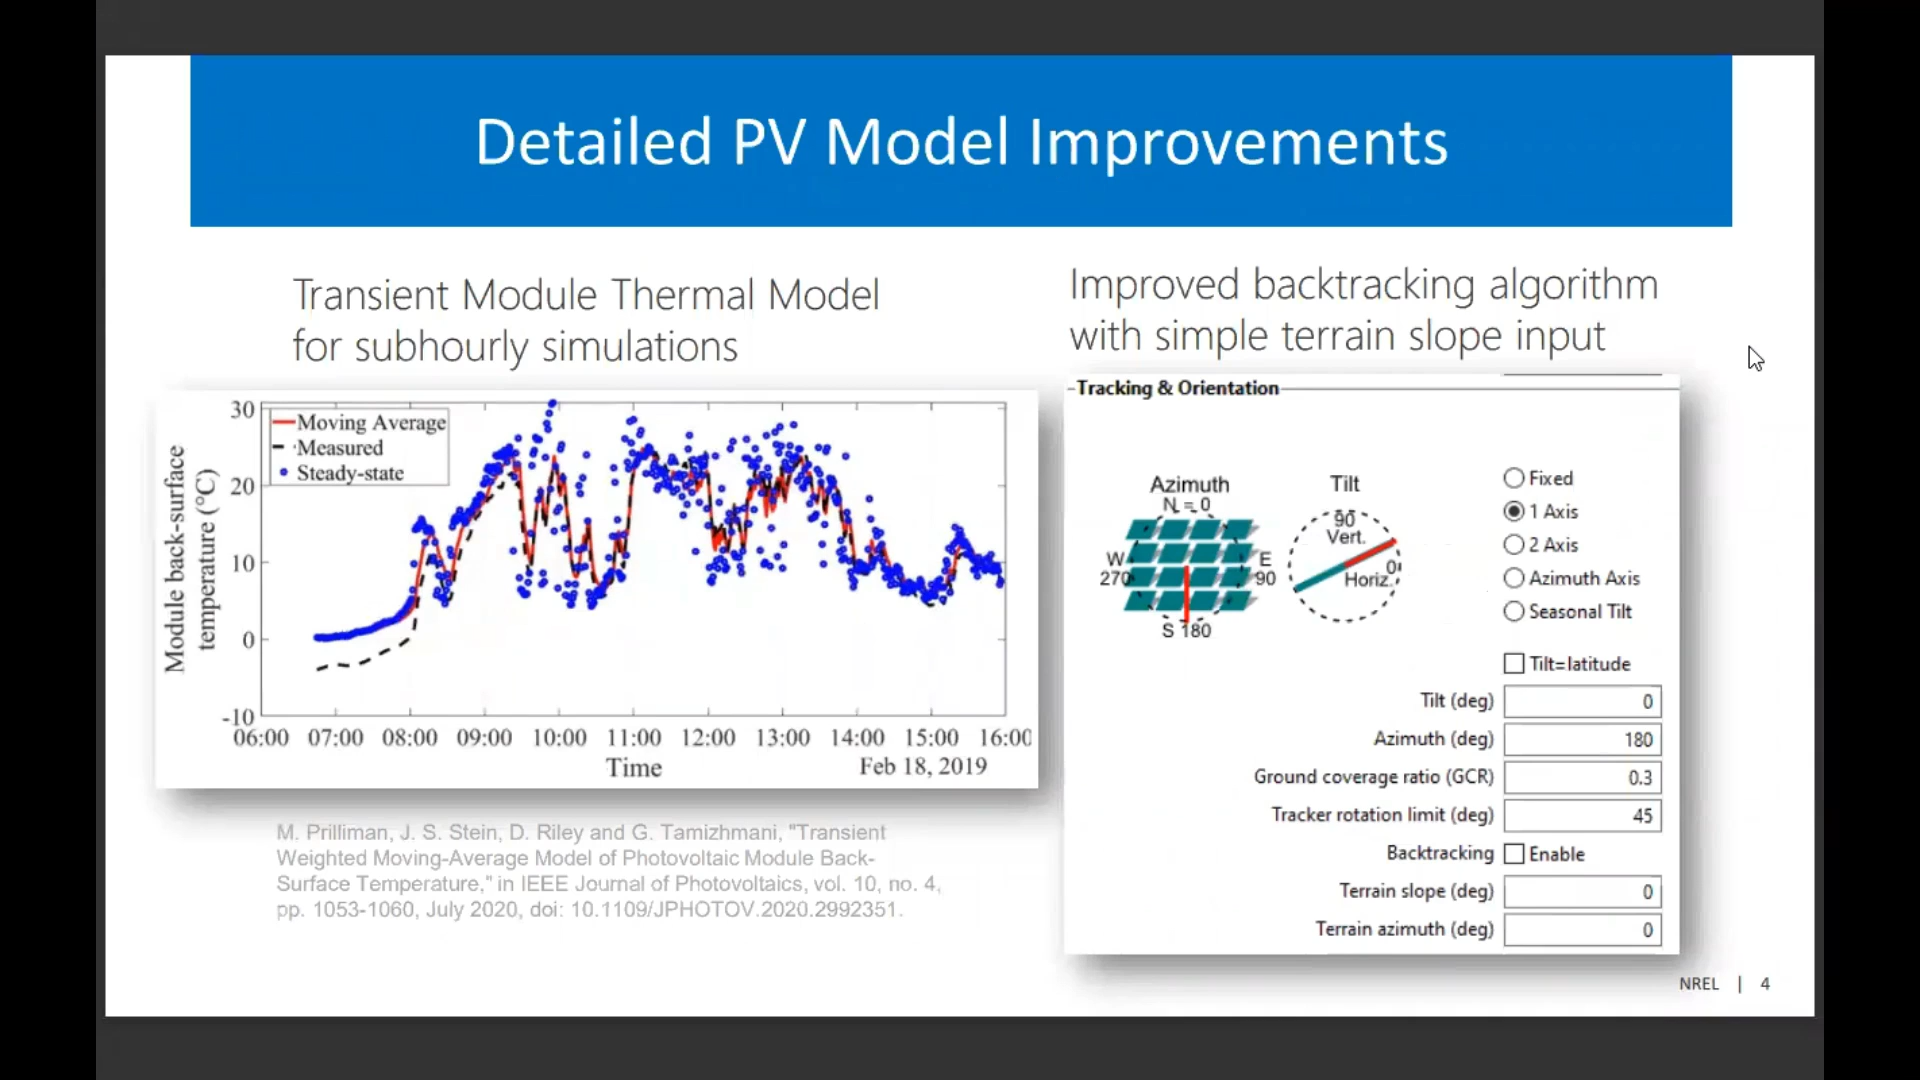 Detailed PV Model Improvements
Transient Module Thermal Model
for subhourly simulations
Module back-surface
temperature (°C)
30
20
10
0
-10
Moving Average
Measured
Steady-state
06:00 07:00 08:00 09:00 10:00 11:00 12:00 13:00 14:00 15:00 16:00
Time
Feb 18, 2019
M. Prilliman, J. S. Stein, D. Riley and G. Tamizhmani, "Transient
Weighted Moving-Average Model of Photovoltaic Module Back-
Surface Temperature," in IEEE Journal of Photovoltaics, vol. 10, no. 4,
pp. 1053-1060, July 2020, doi: 10.1109/JPHOTOV.2020.2992351.
Improved backtracking algorithm
with simple terrain slope input
Tracking & Orientation
Azimuth
N = 0
W
270
E
90
S 180
Tilt
90
Vert.
0
Horiz.
Fixed
1 Axis
2 Axis
Azimuth Axis
Seasonal Tilt
Tilt=latitude
Tilt (deg) 0
Azimuth (deg) 180
Ground coverage ratio (GCR) 0.3
Tracker rotation limit (deg) 45
Backtracking Enable
Terrain slope (deg) 0
Terrain azimuth (deg) 0
NREL | 4